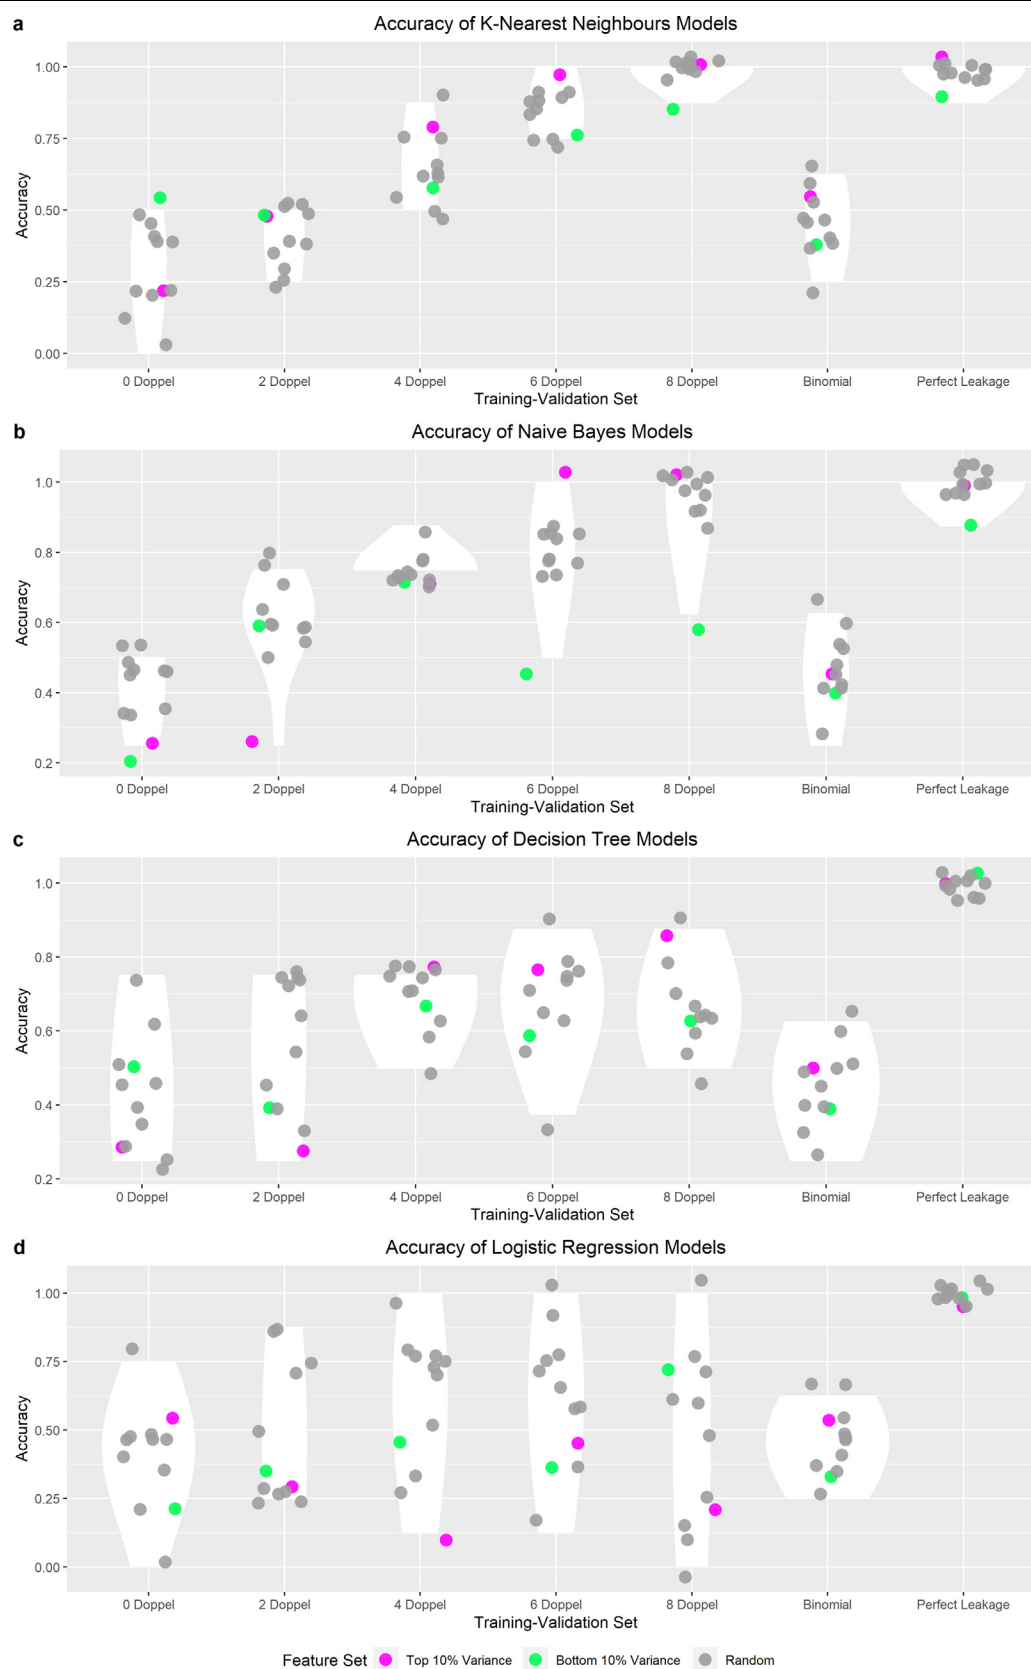 a
Accuracy of K-Nearest Neighbours Models
Accuracy
1.00
0.75
0.50
0.25
0.00
0 Doppel 2 Doppel 4 Doppel 6 Doppel 8 Doppel Binomial Perfect Leakage
Training-Validation Set
b
Accuracy of Naive Bayes Models
Accuracy
1.0
0.8
0.6
0.4
0.2
0 Doppel 2 Doppel 4 Doppel 6 Doppel 8 Doppel Binomial Perfect Leakage
Training-Validation Set
c
Accuracy of Decision Tree Models
Accuracy
1.0
0.8
0.6
0.4
0.2
0 Doppel 2 Doppel 4 Doppel 6 Doppel 8 Doppel Binomial Perfect Leakage
Training-Validation Set
d
Accuracy of Logistic Regression Models
Accuracy
1.00
0.75
0.50
0.25
0.00
0 Doppel 2 Doppel 4 Doppel 6 Doppel 8 Doppel Binomial Perfect Leakage
Training-Validation Set
Feature Set Top 10% Variance Bottom 10% Variance Random